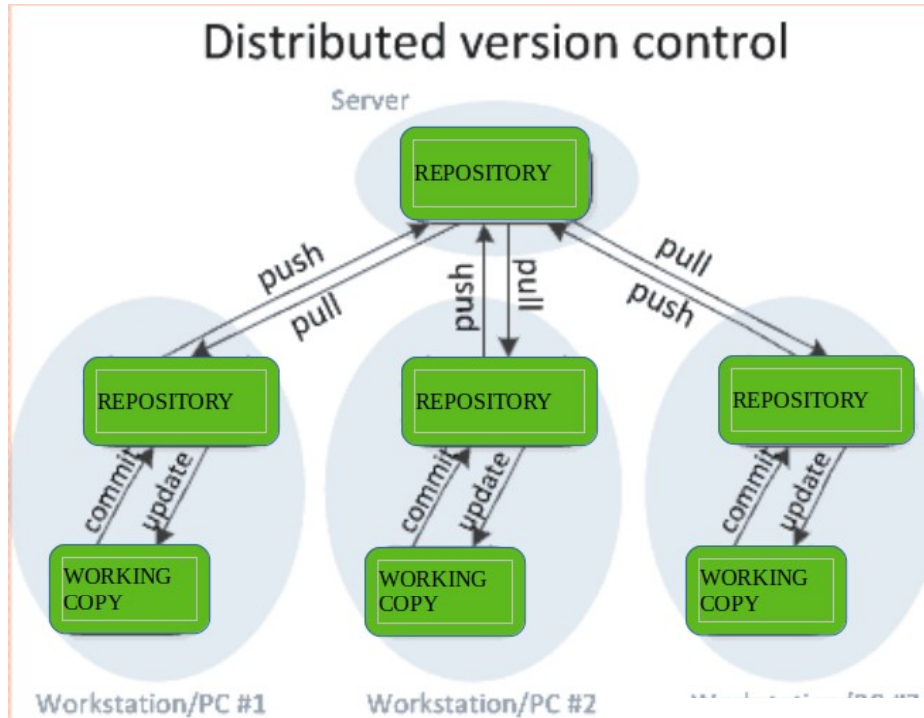 Distributed version control
Server
REPOSITORY
push
pull
push
pull
pull
push
REPOSITORY
REPOSITORY
REPOSITORY
commit
update
commit
update
commit
update
WORKING
COPY
WORKING
COPY
WORKING
COPY
Workstation/PC #1
Workstation/PC #2